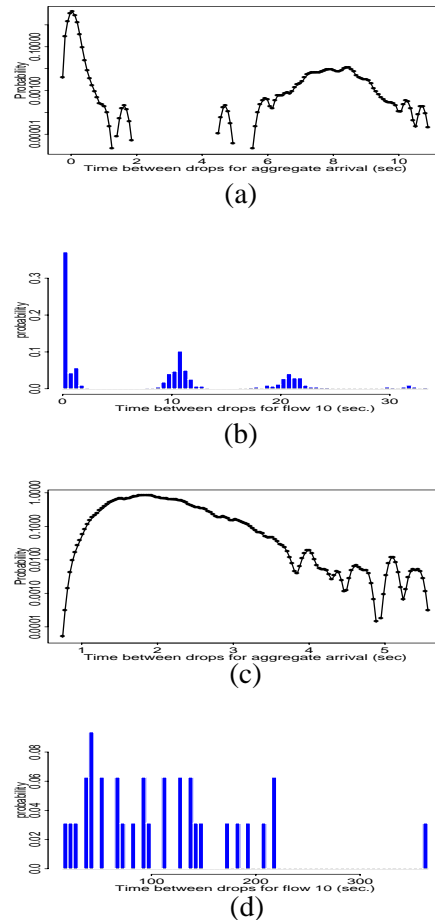 Probability
0.00001 0.00100 0.10000
0 2 4 6 8 10
Time between drops for aggregate arrival (sec)
(a)
probability
0.0 0.1 0.2 0.3
0 10 20 30
Time between drops for flow 10 (sec.)
(b)
Probability
0.0001 0.0010 0.0100 0.1000 1.0000
1 2 3 4 5
Time between drops for aggregate arrival (sec)
(c)
probability
0.0 0.02 0.04 0.06 0.08
100 200 300
Time between drops for flow 10 (sec.)
(d)